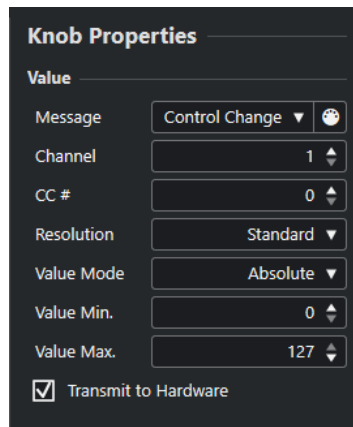 Knob Properties
Value
Message Control Change
Channel 1
CC # 0
Resolution Standard
Value Mode Absolute
Value Min. 0
Value Max. 127
Transmit to Hardware